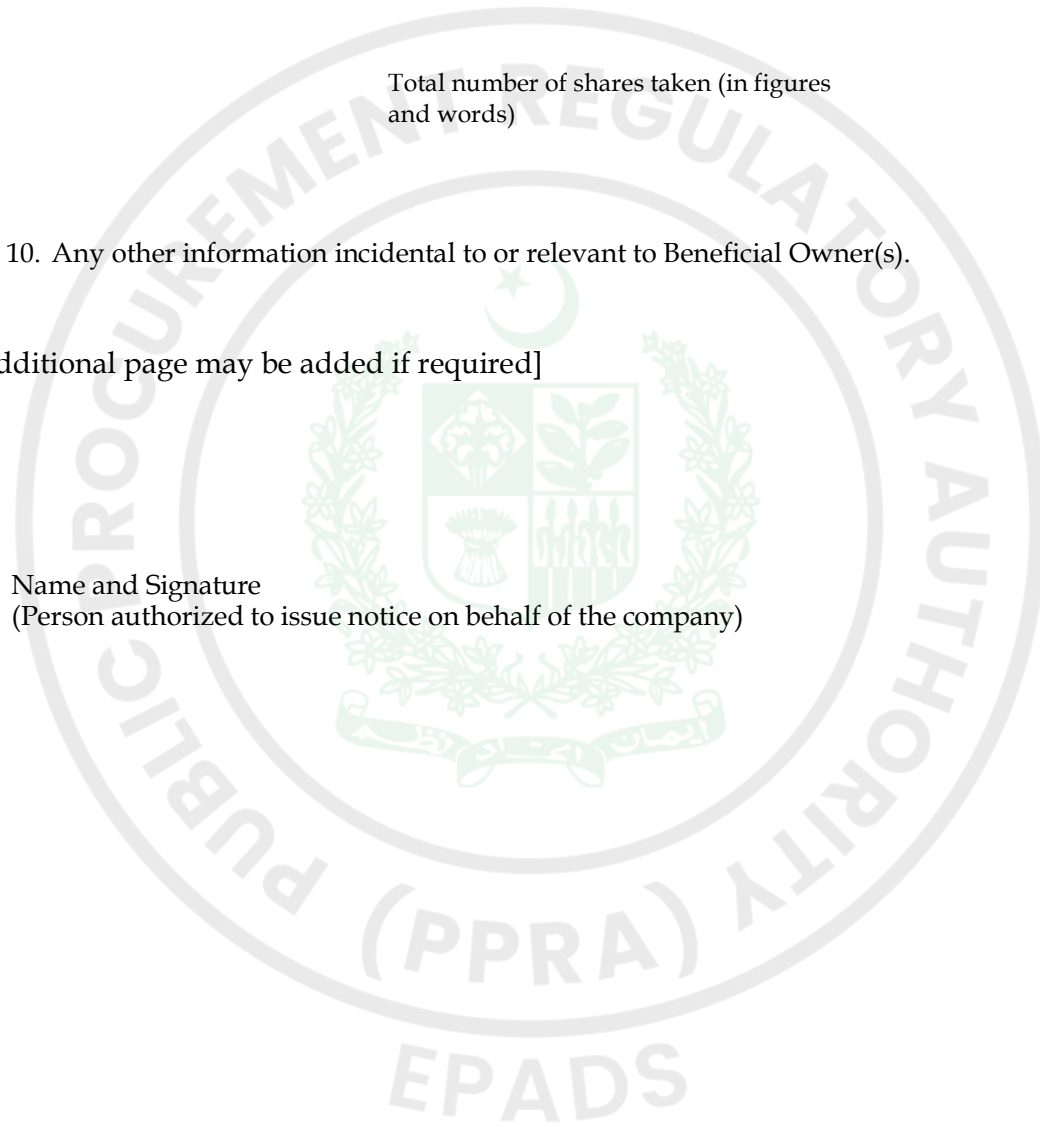 Total number of shares taken (in figures
and words)
10. Any other information incidental to or relevant to Beneficial Owner(s).
dditional page may be added if required]
Name and Signature
(Person authorized to issue notice on behalf of the company)
PUBLIC PROCUREMENT REGULATORY AUTHORITY
(PPRA)
EPADS